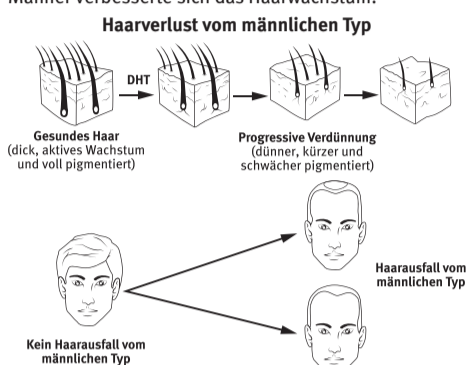 Männer verbesserte sich das Haarwachstum.
Haarverlust vom männlichen Typ
DHT
Gesundes Haar
(dick, aktives Wachstum
und voll pigmentiert)
Progressive Verdünnung
(dünner, kürzer und
schwächer pigmentiert)
Haarausfall vom
männlichen Typ
Kein Haarausfall vom
männlichen Typ